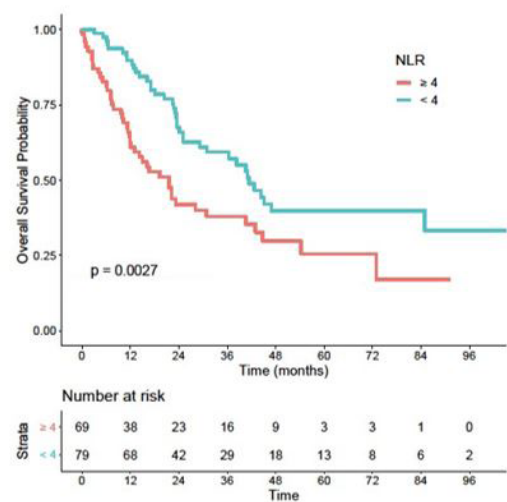 1.00
0.75
0.50
0.25
0.00
Overall Survival Probability
NLR
≥ 4
< 4
p = 0.0027
0 12 24 36 48 60 72 84 96
Time (months)
Number at risk
Strata
≥ 4 69 38 23 16 9 3 3 1 0
< 4 79 68 42 29 18 13 8 6 2
0 12 24 36 48 60 72 84 96
Time